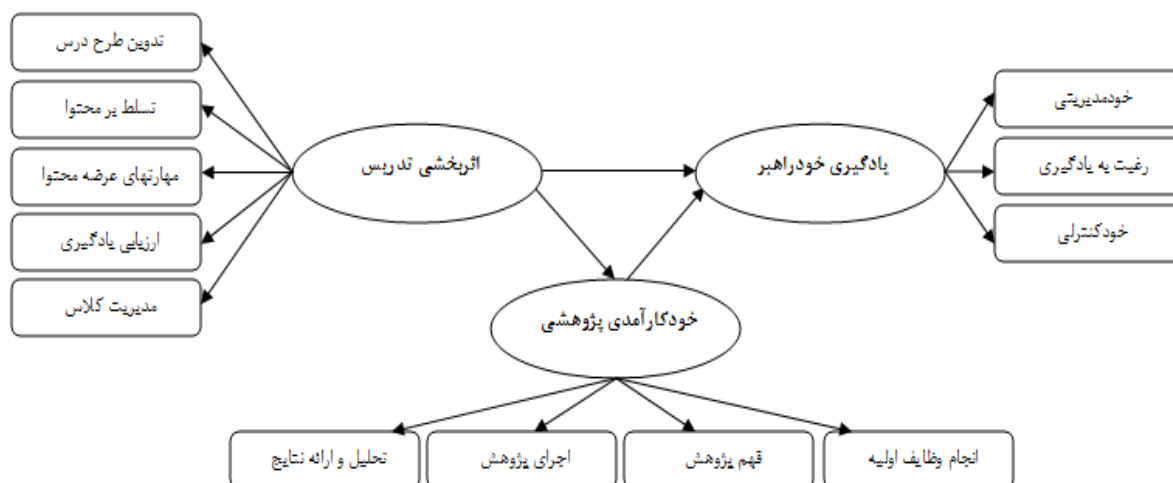 تدوین طرح درس
تسلط بر محتوا
مهارتهای عرضه محتوا
ارزیابی یادگیری
مدیریت کلاس
اثربخشی تدریس
یادگیری خودراهبر
خودمدیریتی
رغبت به یادگیری
خودکنترلی
خودکارآمدی پژوهشی
انجام وظایف اولیه
فهم پژوهش
اجرای پژوهش
تحلیل و ارائه نتایج